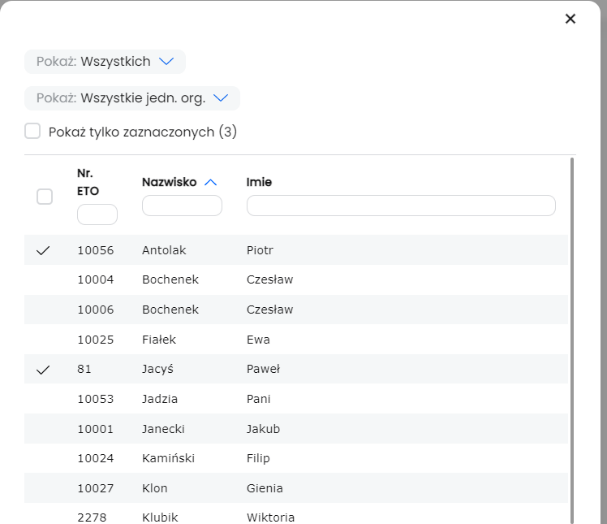 Pokaż: Wszystkich
Pokaż: Wszystkie jedn. org.
Pokaż tylko zaznaczonych (3)
Nr.
ETO
Nazwisko
Imie
10056 Antolak Piotr
10004 Bochenek Czesław
10006 Bochenek Czesław
10025 Fiałek Ewa
81 Jacyś Paweł
10053 Jadzia Pani
10001 Janecki Jakub
10024 Kamiński Filip
10027 Klon Gienia
2278 Klubik Wiktoria